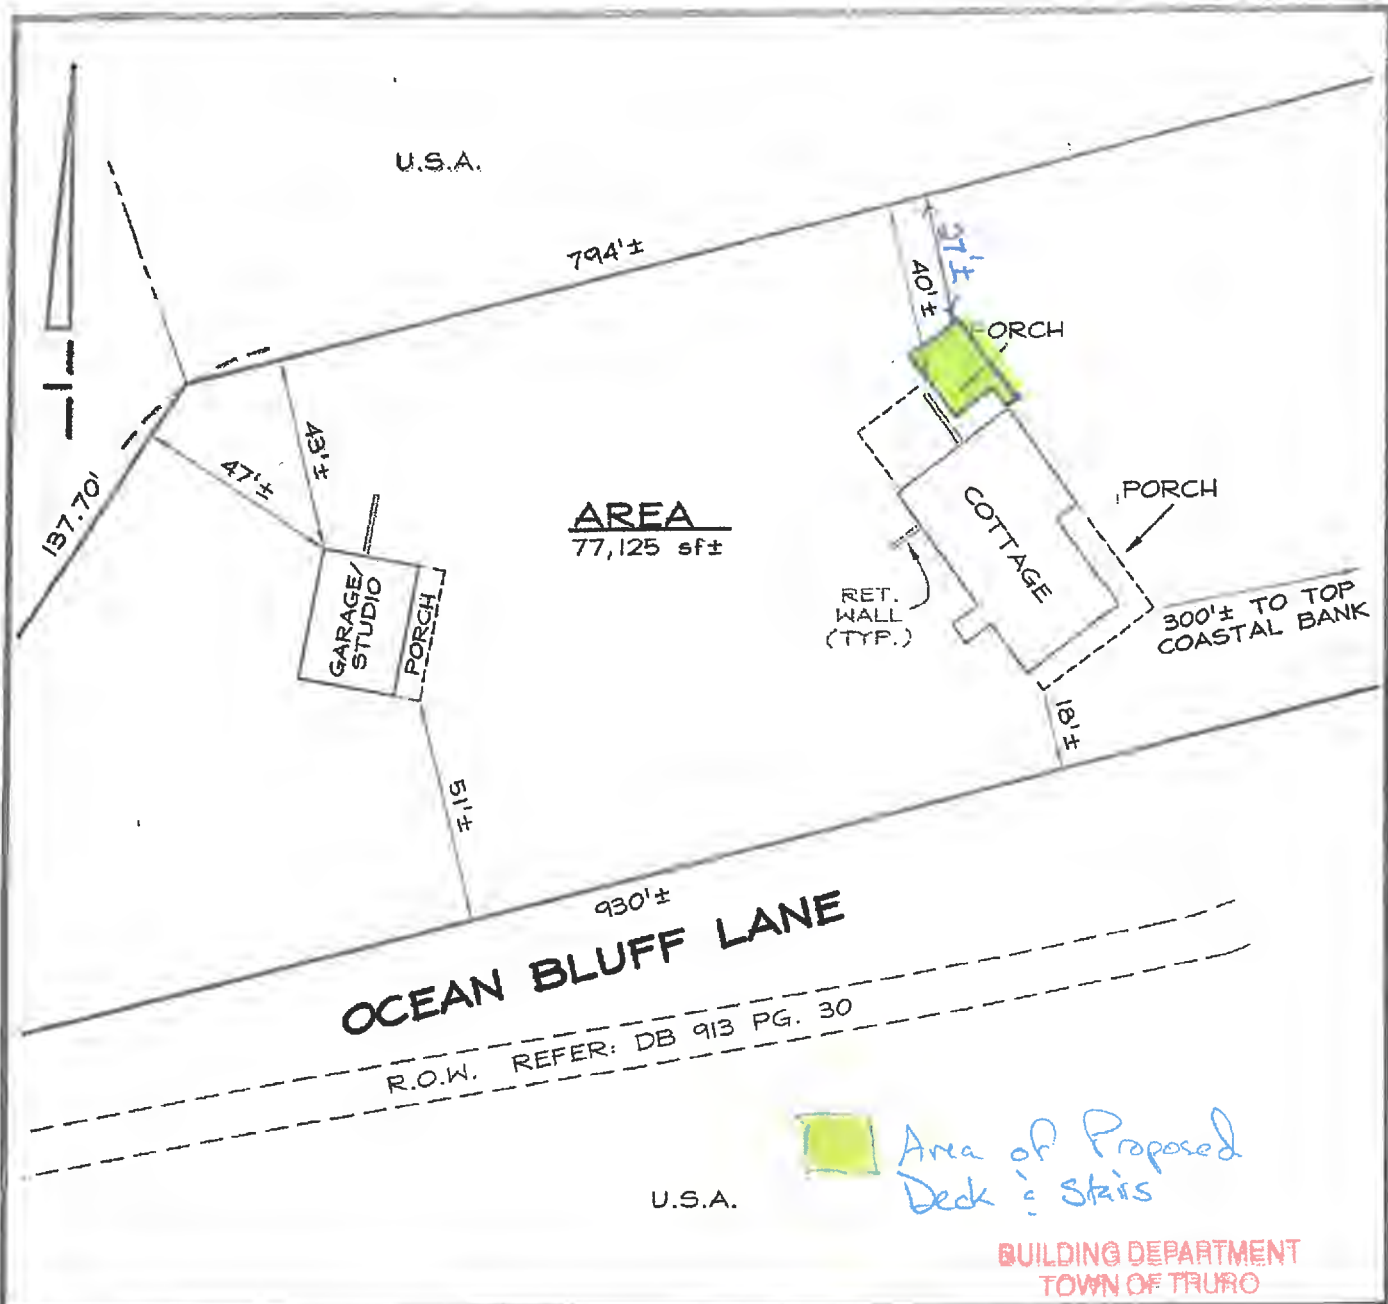 U.S.A.
794'±
37'±
40'±
PORCH
137.70'
47'±
43'±
AREA
77,125 sf±
GARAGE/
STUDIO
PORCH
COTTAGE
PORCH
RET.
WALL
(TYP.)
300'± TO TOP
COASTAL BANK
18'±
51'±
930'±
OCEAN BLUFF LANE
R.O.W. REFER: DB 913 PG. 30
Area of Proposed
Deck & Stairs
U.S.A.
BUILDING DEPARTMENT
TOWN OF TRURO